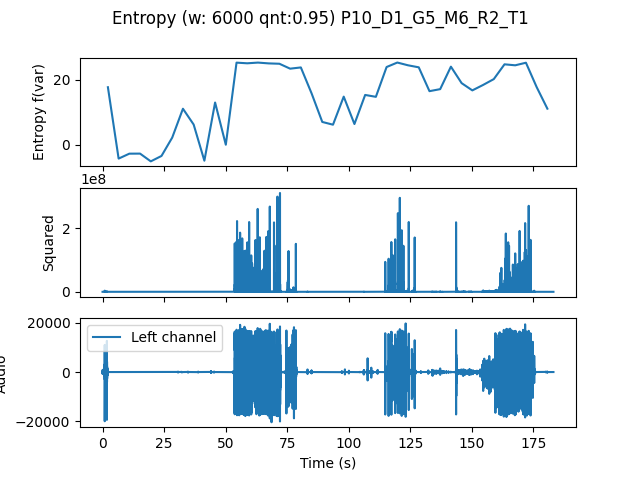 Entropy (w: 6000 qnt:0.95) P10_D1_G5_M6_R2_T1
Entropy f(var)
20
0
1e8
Squared
2
0
Audio
20000
0
−20000
Left channel
0
25
50
75
100
125
150
175
Time (s)